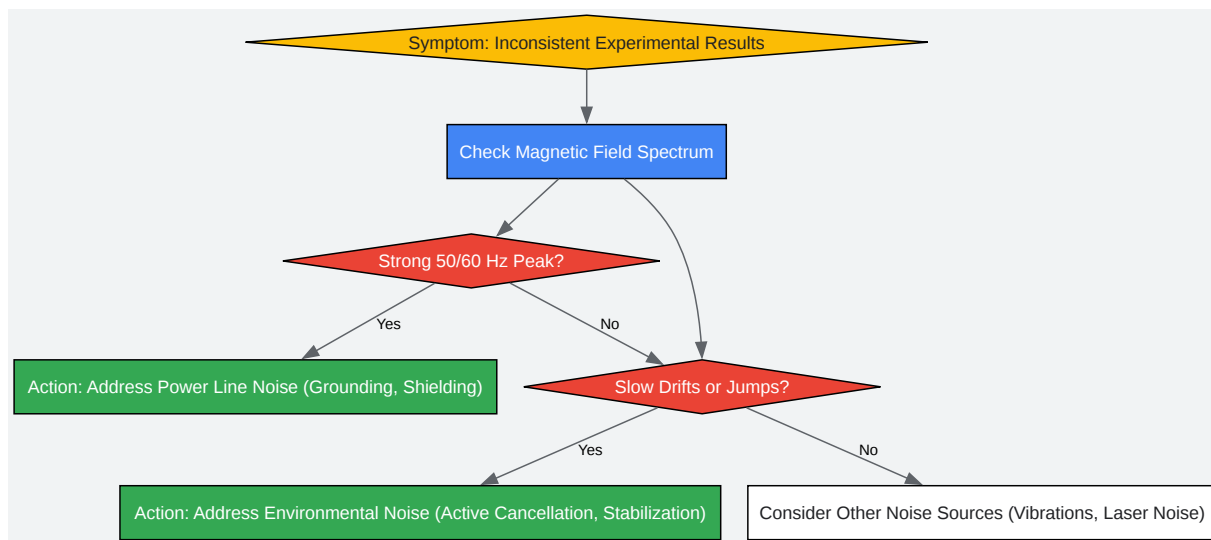 Symptom: Inconsistent Experimental Results
Check Magnetic Field Spectrum
Strong 50/60 Hz Peak?
Yes
No
Action: Address Power Line Noise (Grounding, Shielding)
Slow Drifts or Jumps?
Yes
No
Action: Address Environmental Noise (Active Cancellation, Stabilization)
Consider Other Noise Sources (Vibrations, Laser Noise)